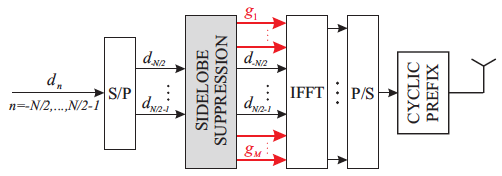 d_n
n=-N/2,...,N/2-1
S/P
d_{-N/2}
d_{N/2-1}
SIDELOBE
SUPPRESSION
g_1
d_{-N/2}
d_{N/2-1}
g_M
IFFT
P/S
CYCLIC
PREFIX